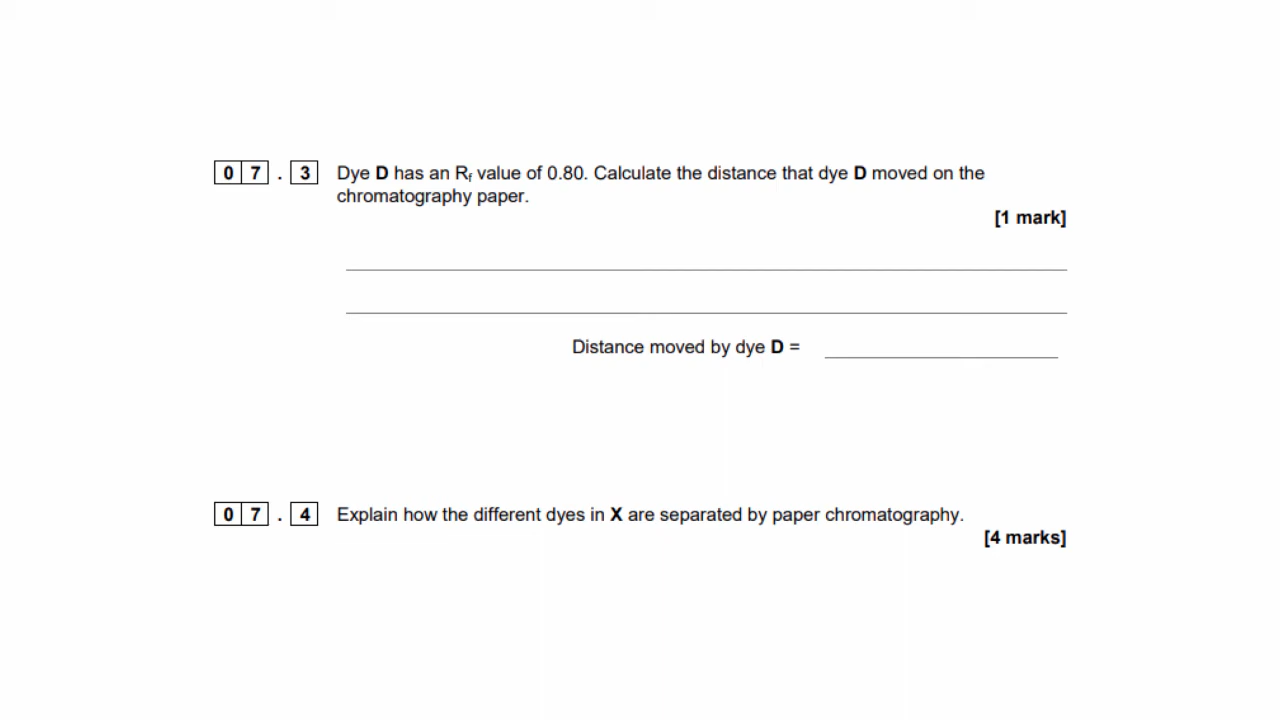 0 7 . 3 Dye D has an Rf value of 0.80. Calculate the distance that dye D moved on the
chromatography paper.
[1 mark]
Distance moved by dye D =
0 7 . 4 Explain how the different dyes in X are separated by paper chromatography.
[4 marks]